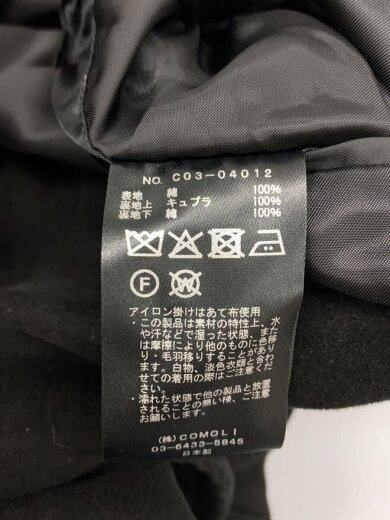 NO. C03-04012
表地 綿 100%
裏地上 キュプラ 100%
裏地下 綿 100%
F W
アイロン掛けはあて布使用
・この製品は素材の特性上、水
や汗などで湿った状態、また
は摩擦により他のものに色移
り・毛羽移りすることがあり
ます。白物、淡色衣類と合わ
せての着用の際はご注意くだ
さい。
・濡れた状態で他の製品と放置
されることの無い様、ご注意
お願い致します。
(株)COMOLI
03-6433-5845
日本製